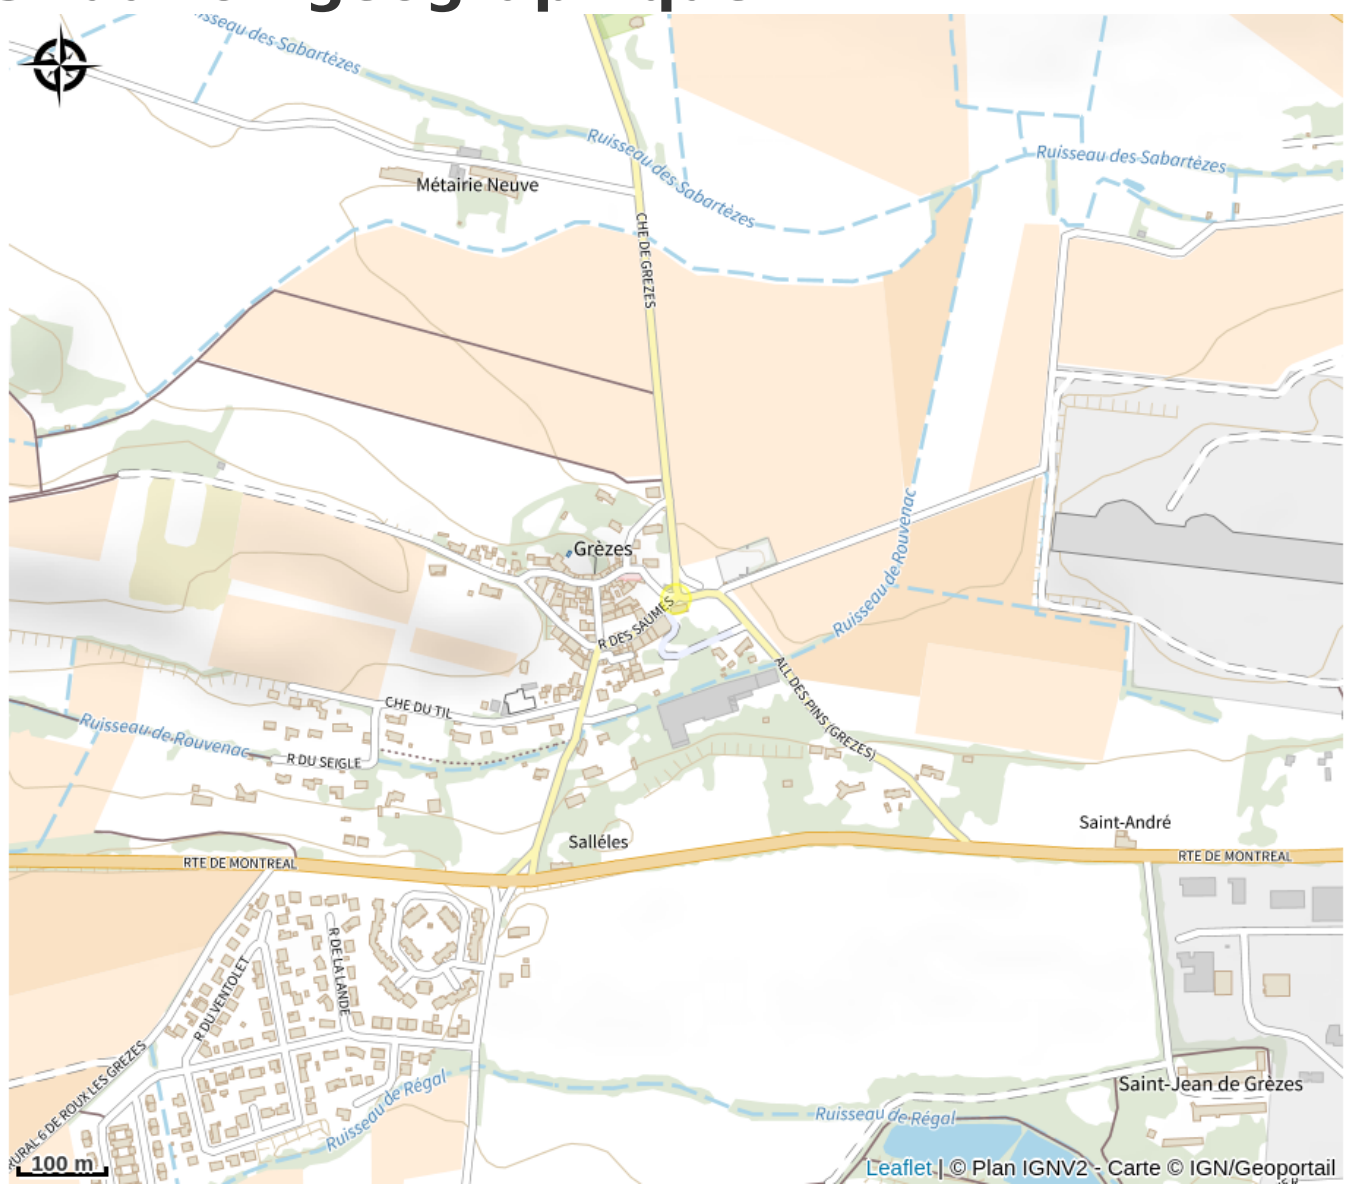 Ruisseau des Sabartèzes
Ruisseau des Sabartèzes
Ruisseau des Sabartèzes
Métairie Neuve
CHE DE GREZES
Ruisseau de Rouvenac
Grèzes
R DES SAUMES
ALL DES PINS (GREZES)
CHE DU TIL
Ruisseau de Rouvenac
R DU SEIGLE
Salléles
Saint-André
RTE DE MONTREAL
RTE DE MONTREAL
R DE LA LANDE
R DU VENTOLET
RURAL 6 DE ROUX LES GREZES
Ruisseau de Régal
Ruisseau de Régal
Saint-Jean de Grèzes
100 m
Leaflet | © Plan IGNV2 - Carte © IGN/Geoportail